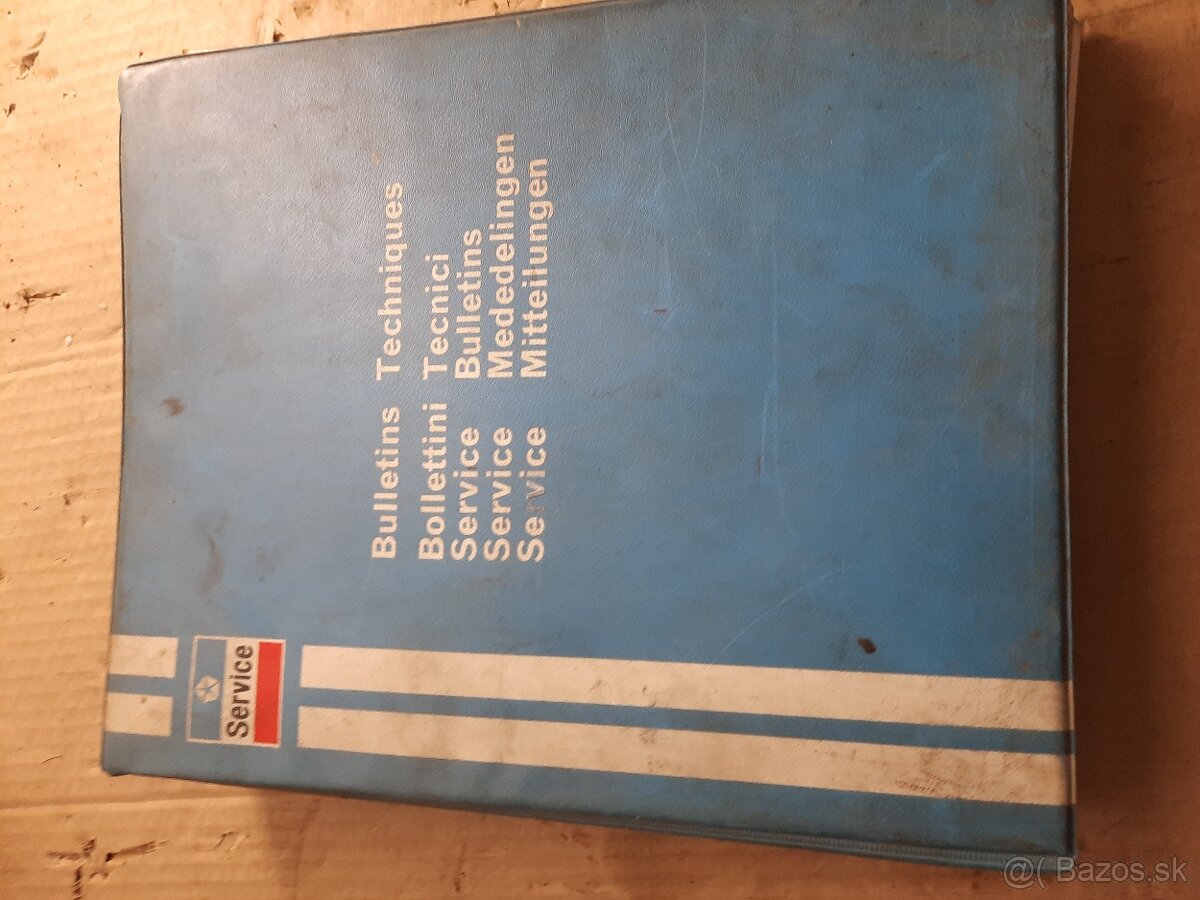 Service
Bulletins Techniques
Bollettini Tecnici
Service Bulletins
Service Mededelingen
Service Mitteilungen
@( Bazos.sk